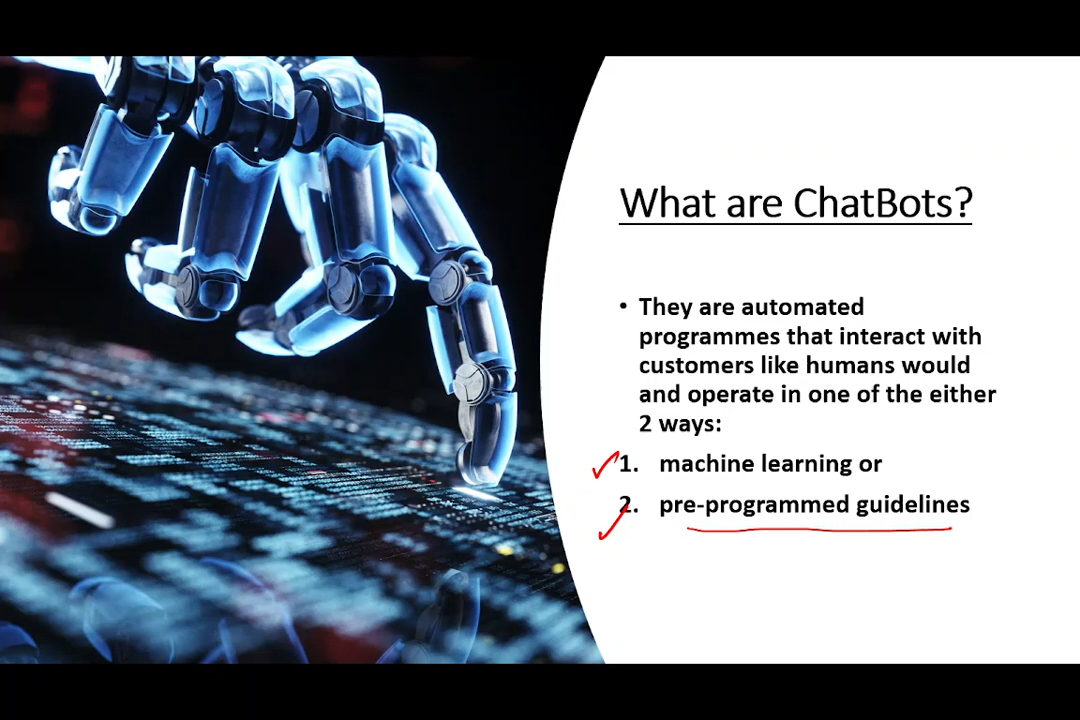 What are ChatBots?
• They are automated
programmes that interact with
customers like humans would
and operate in one of the either
2 ways:
1. machine learning or
2. pre-programmed guidelines